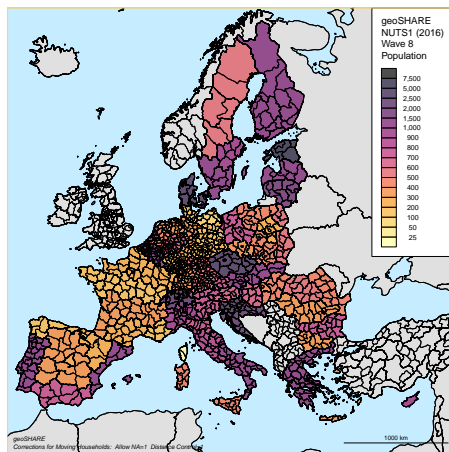 geoSHARE
NUTS1 (2016)
Wave 8
Population
7,500
5,000
2,500
2,000
1,500
1,000
900
800
700
600
500
400
300
200
100
50
25
1000 km
geoSHARE
Corrections for Moving Households: Allow NA=1 Distance Control